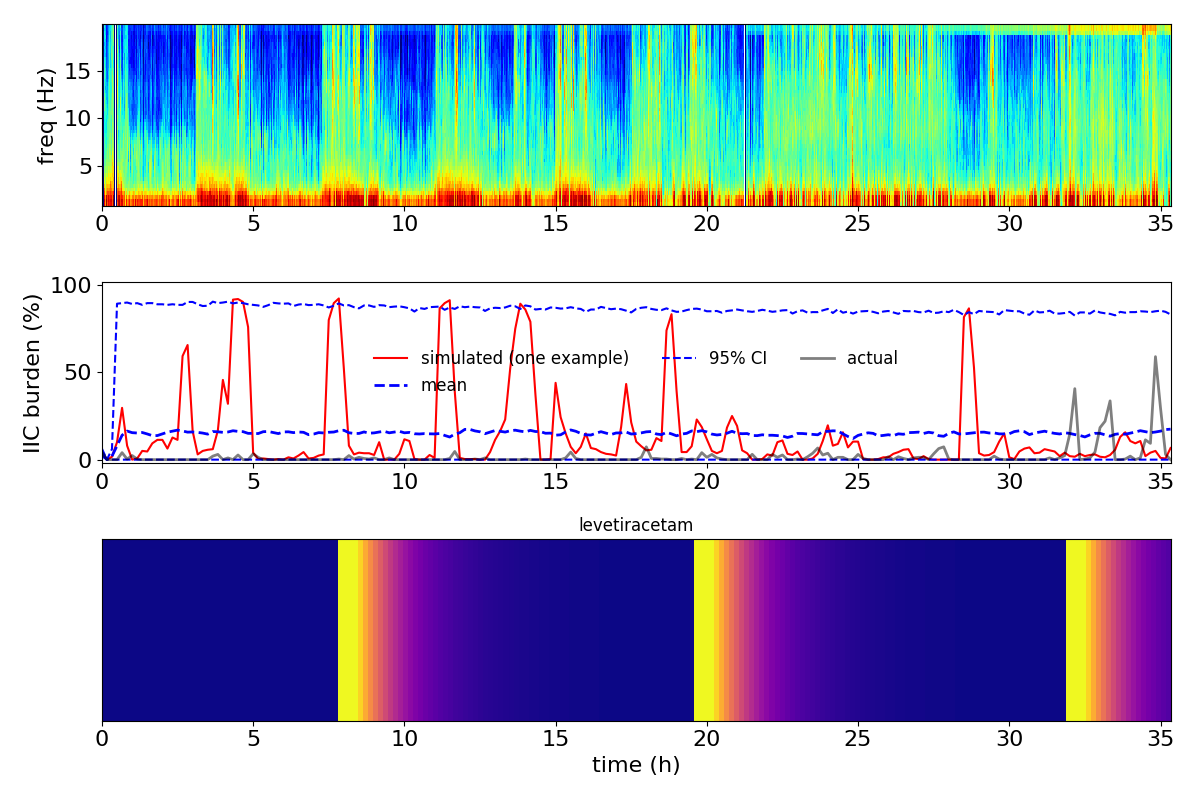 freq (Hz)
15
10
5
0 5 10 15 20 25 30 35
IIC burden (%)
100
50
0
simulated (one example) 95% CI actual
mean
0 5 10 15 20 25 30 35
levetiracetam
0 5 10 15 20 25 30 35
time (h)